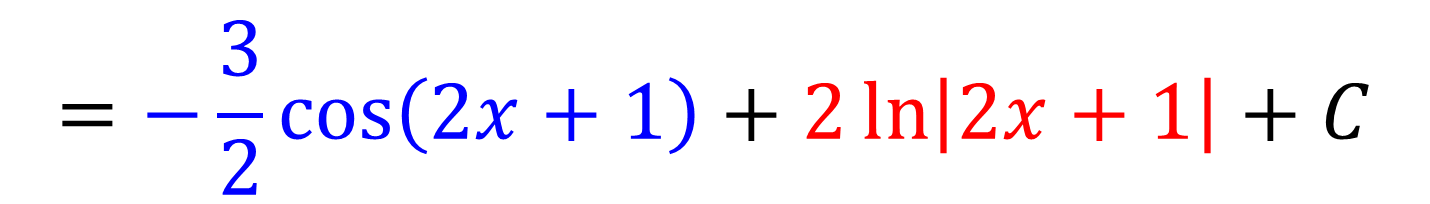 = −3/2 cos(2x + 1) + 2 ln|2x + 1| + C